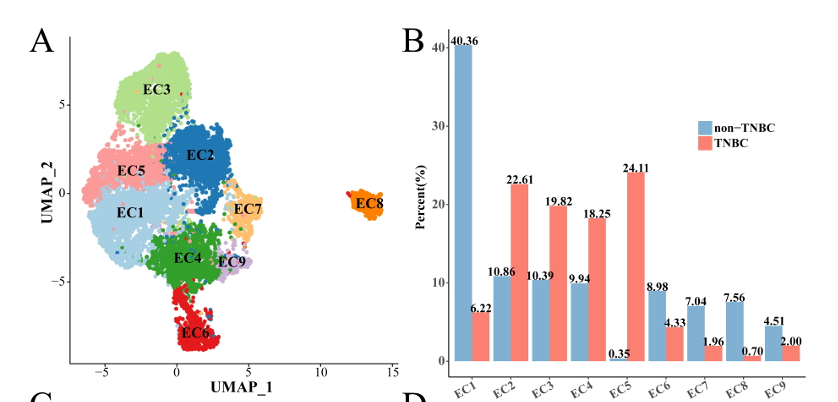 A
EC3
EC2
EC5
EC1
EC7
EC8
EC4
EC9
EC6
5
0
−5
UMAP_2
−5
0
5
10
15
UMAP_1
B
40
30
20
10
0
Percent(%)
40.36
6.22
10.86
22.61
10.39
19.82
9.94
18.25
0.35
24.11
8.98
4.33
7.04
1.96
7.56
0.70
4.51
2.00
non−TNBC
TNBC
EC1
EC2
EC3
EC4
EC5
EC6
EC7
EC8
EC9